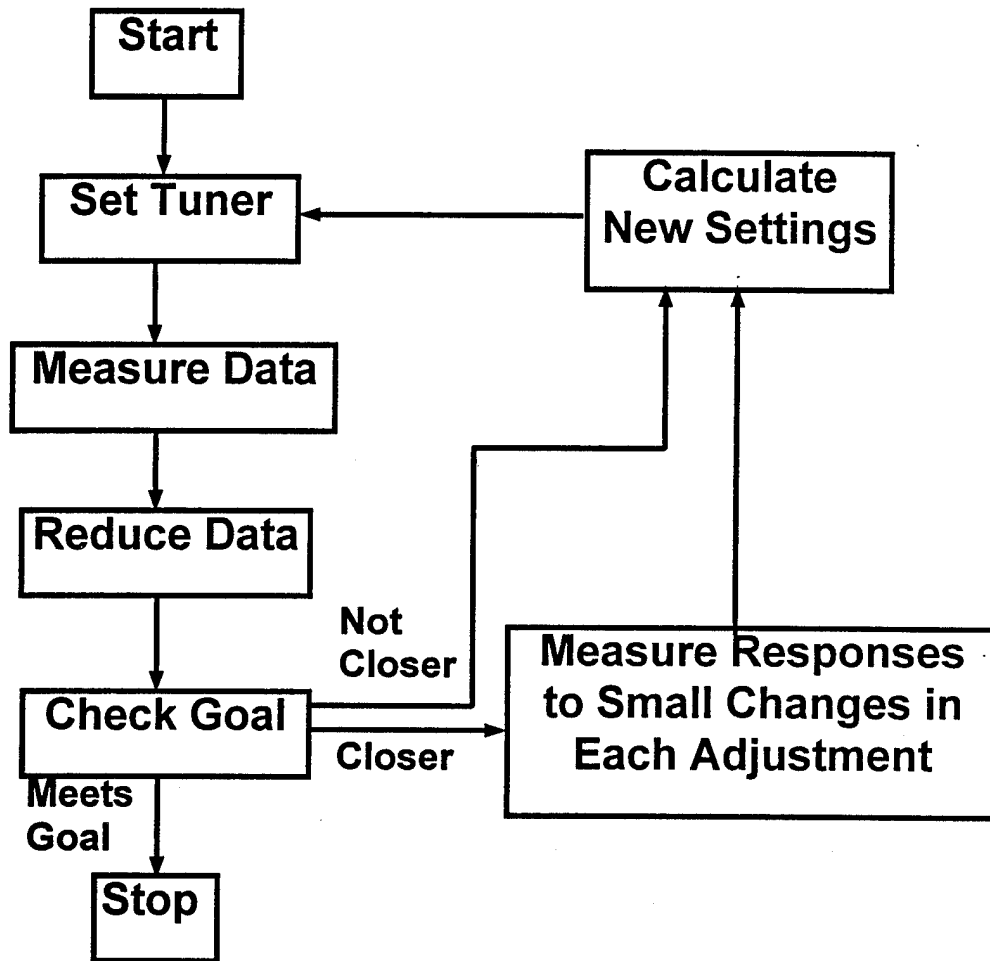 Start
Set Tuner
Calculate
New Settings
Measure Data
Reduce Data
Not
Closer
Measure Responses
to Small Changes in
Each Adjustment
Check Goal
Closer
Meets
Goal
Stop